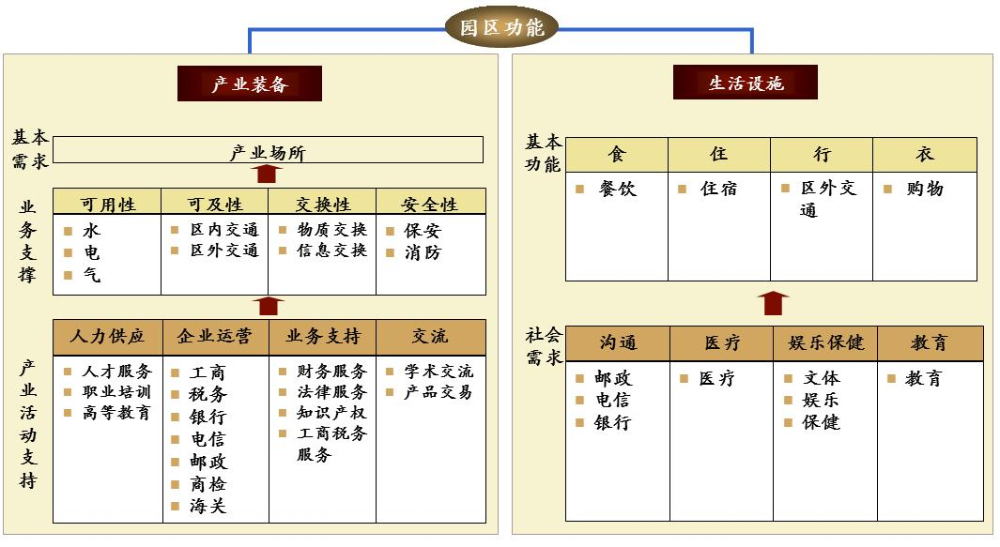 园区功能
产业装备
基本
需求
产业场所
业
务
支
撑
可用性
水
电
气
可及性
区内交通
区外交通
交换性
物质交换
信息交换
安全性
保安
消防
产
业
活
动
支
持
人力供应
人才服务
职业培训
高等教育
企业运营
工商
税务
银行
电信
邮政
商检
海关
业务支持
财务服务
法律服务
知识产权
工商税务
服务
交流
学术交流
产品交易
生活设施
基本
功能
食
餐饮
住
住宿
行
区外交
通
衣
购物
社会
需求
沟通
邮政
电信
银行
医疗
医疗
娱乐保健
文体
娱乐
保健
教育
教育